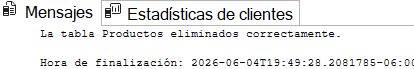 Mensajes Estadísticas de clientes
La tabla Productos eliminados correctamente.
Hora de finalización: 2026-06-04T19:49:28.2081785-06:00